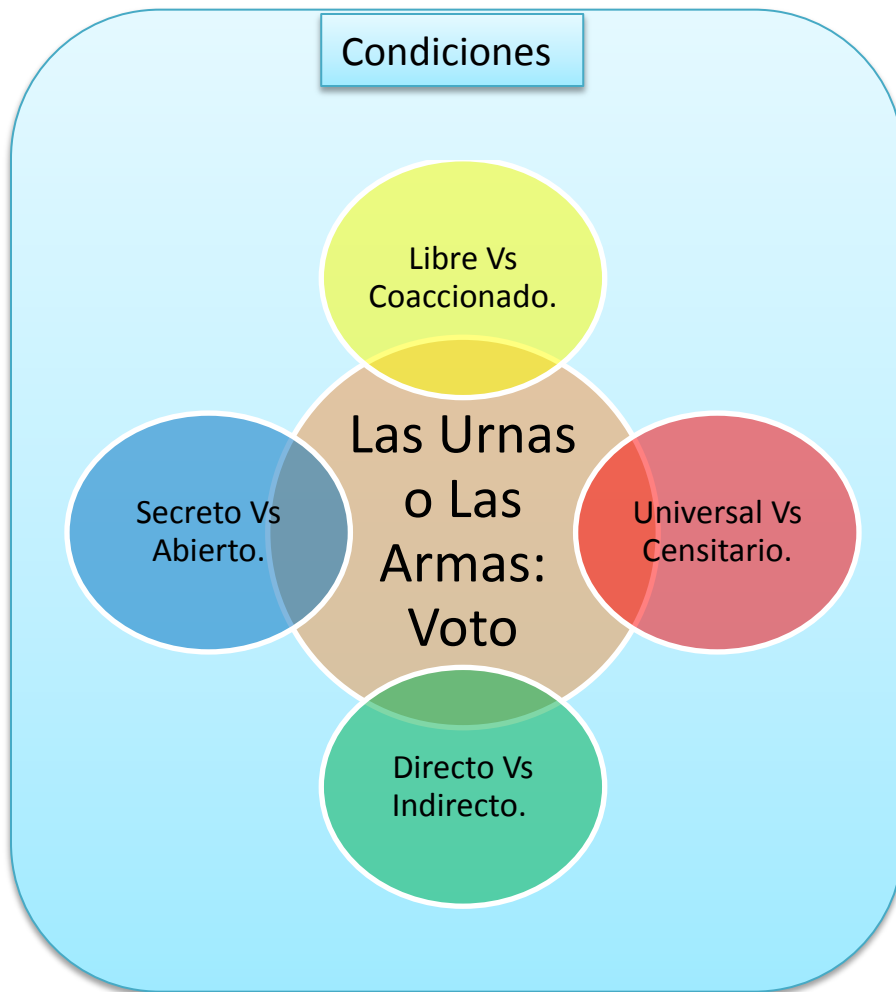 Condiciones
Libre Vs
Coaccionado.
Las Urnas
o Las
Armas:
Voto
Secreto Vs
Abierto.
Universal Vs
Censitario.
Directo Vs
Indirecto.